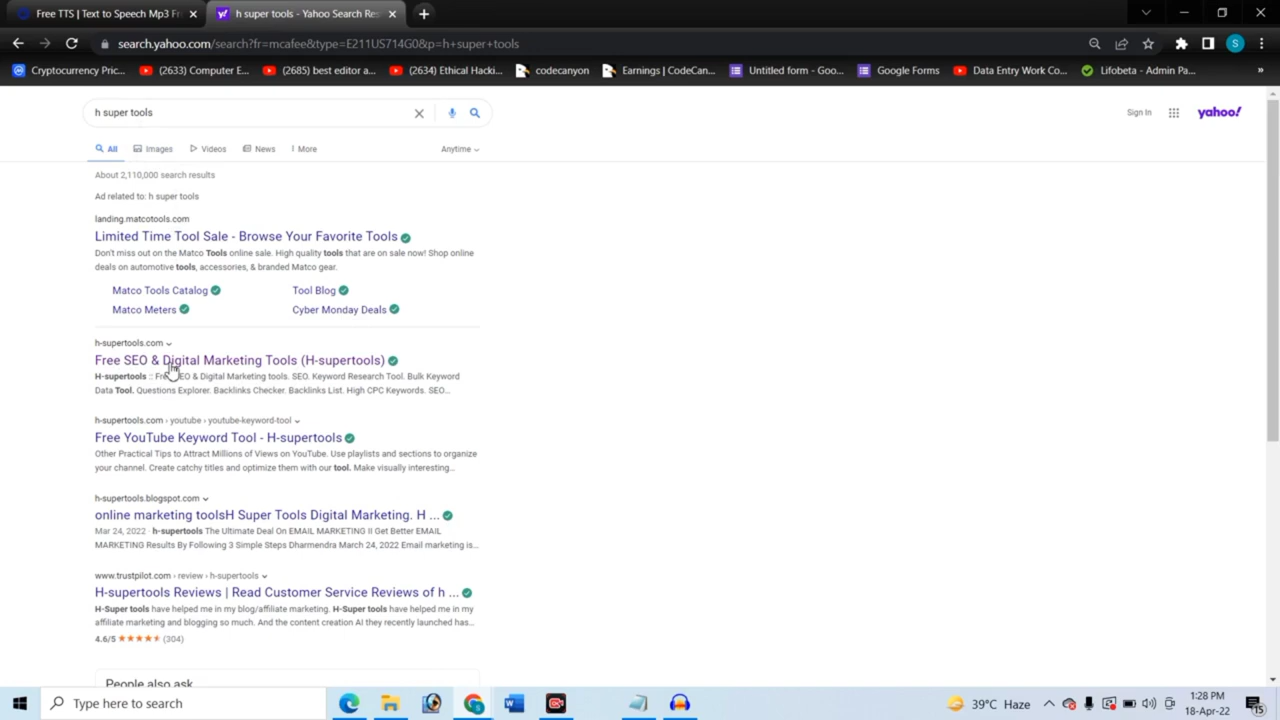 Free TTS | Text to Speech Mp3 Fr
h super tools - Yahoo Search Res
search.yahoo.com/search?fr=mcafee&type=E211US714G0&p=h+super+tools
S
Cryptocurrency Pric...
(2633) Computer E...
(2685) best editor a...
(2634) Ethical Hacki...
codecanyon
Earnings | CodeCan...
Untitled form - Goo...
Google Forms
Data Entry Work Co...
Lifobeta - Admin Pa...
»
h super tools
Sign In
yahoo!
All
Images
Videos
News
More
Anytime
About 2,110,000 search results
Ad related to: h super tools
landing.matcotools.com
Limited Time Tool Sale - Browse Your Favorite Tools
Don't miss out on the Matco Tools online sale. High quality tools that are on sale now! Shop online
deals on automotive tools, accessories, & branded Matco gear.
Matco Tools Catalog
Tool Blog
Matco Meters
Cyber Monday Deals
h-supertools.com
Free SEO & Digital Marketing Tools (H-supertools)
H-supertools :: Free SEO & Digital Marketing tools. SEO. Keyword Research Tool. Bulk Keyword
Data Tool. Questions Explorer. Backlinks Checker. Backlinks List. High CPC Keywords. SEO...
h-supertools.com › youtube › youtube-keyword-tool
Free YouTube Keyword Tool - H-supertools
Other Practical Tips to Attract Millions of Views on YouTube. Use playlists and sections to organize
your channel. Create catchy titles and optimize them with our tool. Make visually interesting...
h-supertools.blogspot.com
online marketing toolsH Super Tools Digital Marketing. H ...
Mar 24, 2022 · h-supertools The Ultimate Deal On EMAIL MARKETING II Get Better EMAIL
MARKETING Results By Following 3 Simple Steps Dharmendra March 24, 2022 Email marketing is...
www.trustpilot.com › review › h-supertools
H-supertools Reviews | Read Customer Service Reviews of h ...
H-Super tools have helped me in my blog/affiliate marketing. H-Super tools have helped me in my
affiliate marketing and blogging so much. And the content creation AI they recently launched has...
4.6/5 (304)
People also ask
Type here to search
39°C Haze
1:28 PM
18-Apr-22
15